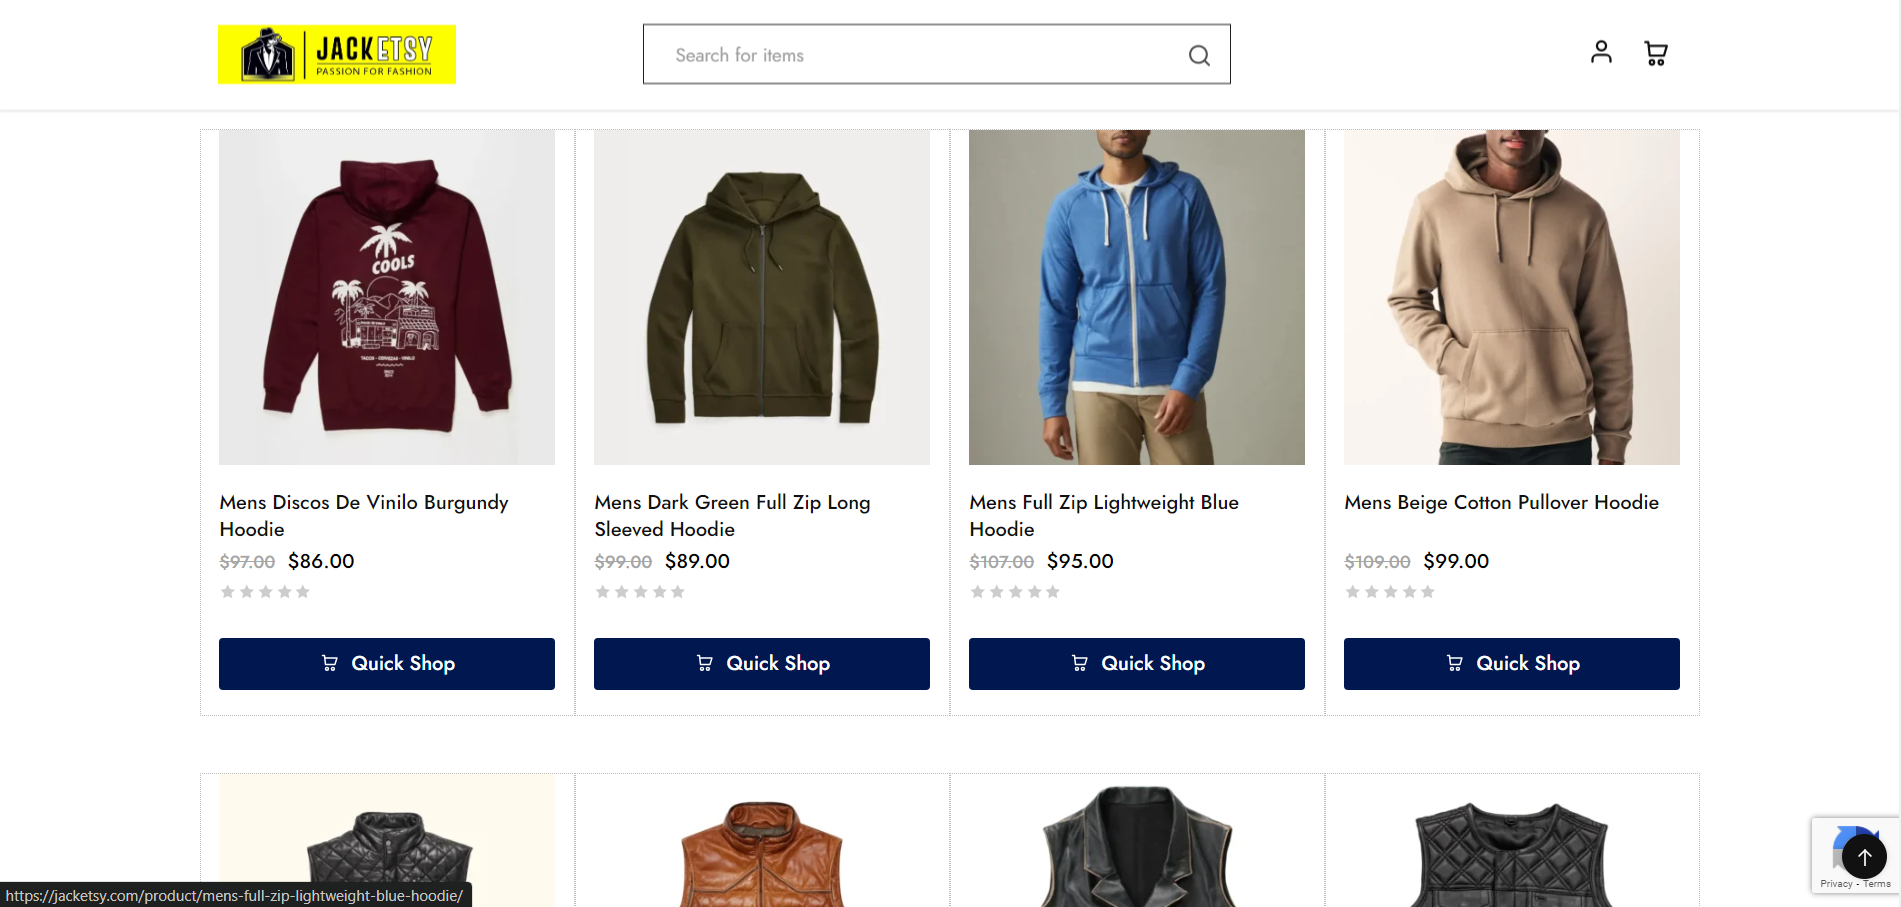 JACKETSY
PASSION FOR FASHION
Search for items
COOLS
TACOS - CERVEZAS - VINILO
Mens Discos De Vinilo Burgundy
Hoodie
$97.00 $86.00
Quick Shop
Mens Dark Green Full Zip Long
Sleeved Hoodie
$99.00 $89.00
Quick Shop
Mens Full Zip Lightweight Blue
Hoodie
$107.00 $95.00
Quick Shop
Mens Beige Cotton Pullover Hoodie
$109.00 $99.00
Quick Shop
Privacy - Terms
https://jacketsy.com/product/mens-full-zip-lightweight-blue-hoodie/